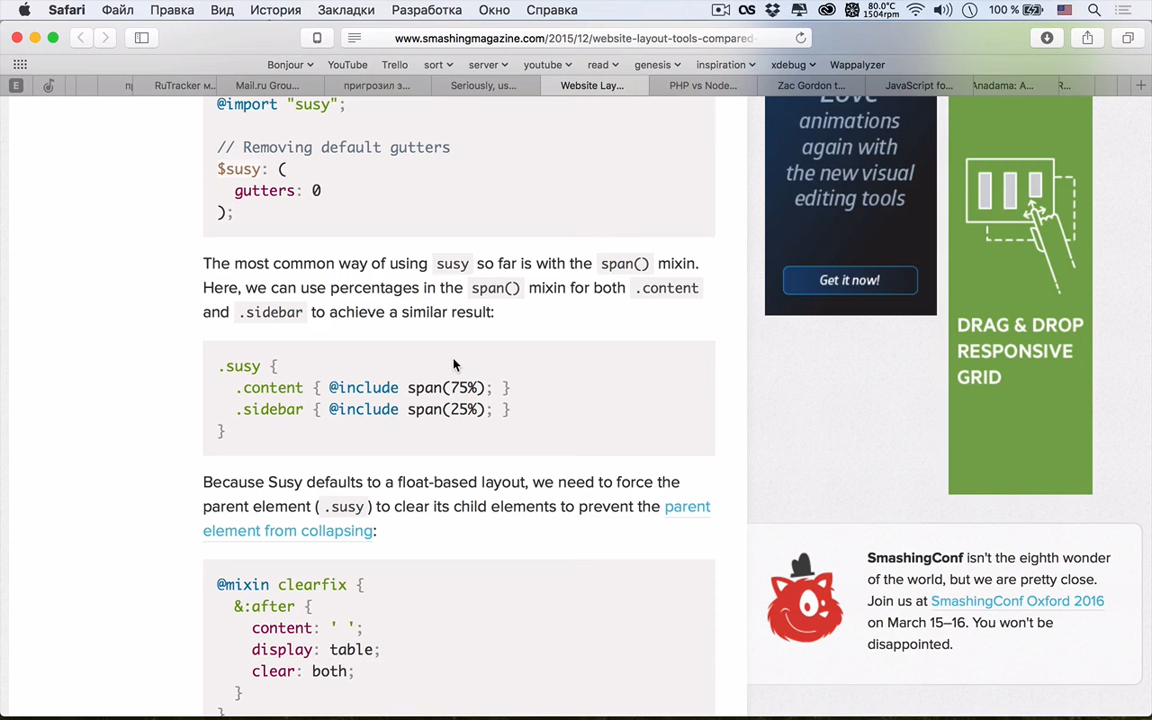 Safari Файл Правка Вид История Закладки Разработка Окно Справка 80.0°C 1504rpm 100 %
www.smashingmagazine.com/2015/12/website-layout-tools-compared-
Bonjour YouTube Trello sort server youtube read genesis inspiration xdebug Wappalyzer
E RuTracker м... Mail.ru Grou... пригрозил з... Seriously, us... Website Lay... PHP vs Node... Zac Gordon t... JavaScript fo... Anadama: A... R...
@import "susy";
// Removing default gutters
$susy: (
gutters: 0
);
The most common way of using susy so far is with the span() mixin.
Here, we can use percentages in the span() mixin for both .content
and .sidebar to achieve a similar result:
.susy {
.content { @include span(75%); }
.sidebar { @include span(25%); }
}
Because Susy defaults to a float-based layout, we need to force the
parent element ( .susy ) to clear its child elements to prevent the parent
element from collapsing:
@mixin clearfix {
&:after {
content: ' ';
display: table;
clear: both;
}
}
Love
animations
again with
the new visual
editing tools
Get it now!
DRAG & DROP
RESPONSIVE
GRID
SmashingConf isn't the eighth wonder
of the world, but we are pretty close.
Join us at SmashingConf Oxford 2016
on March 15–16. You won't be
disappointed.